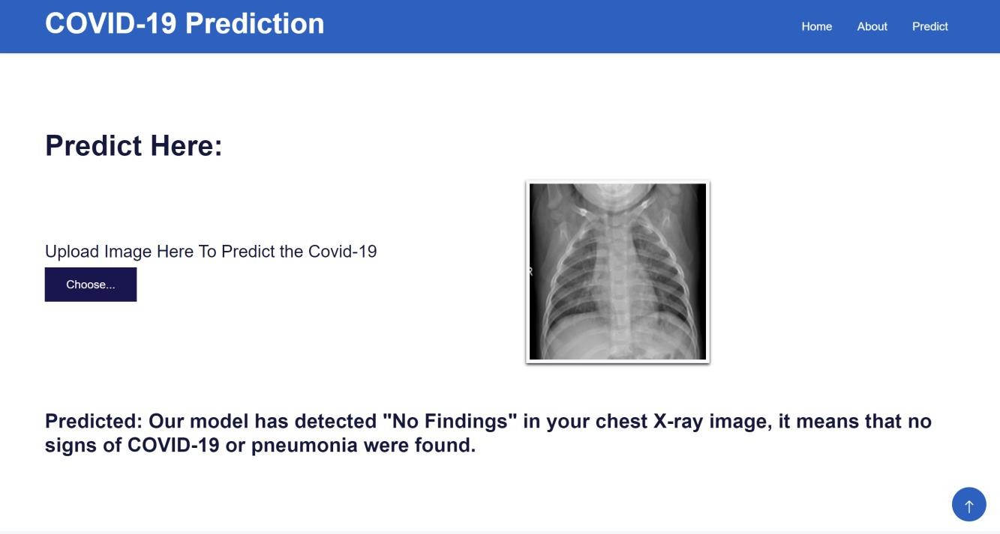 COVID-19 Prediction
Home About Predict
Predict Here:
Upload Image Here To Predict the Covid-19
Choose...
R
Predicted: Our model has detected "No Findings" in your chest X-ray image, it means that no
signs of COVID-19 or pneumonia were found.